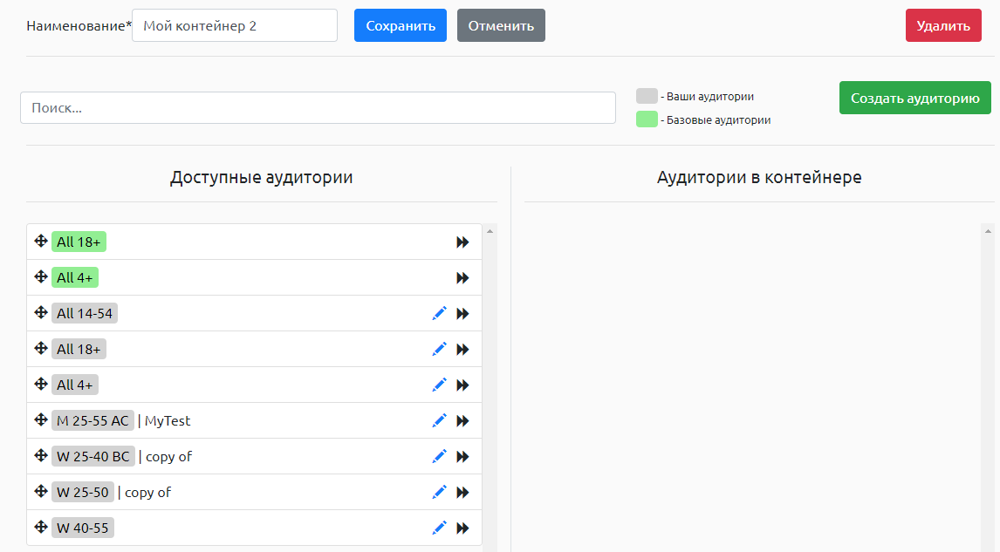 Наименование* Мой контейнер 2 Сохранить Отменить Удалить
Поиск...
- Ваши аудитории
- Базовые аудитории
Создать аудиторию
Доступные аудитории
All 18+
All 4+
All 14-54
All 18+
All 4+
M 25-55 AC | MyTest
W 25-40 BC | copy of
W 25-50 | copy of
W 40-55
Аудитории в контейнере